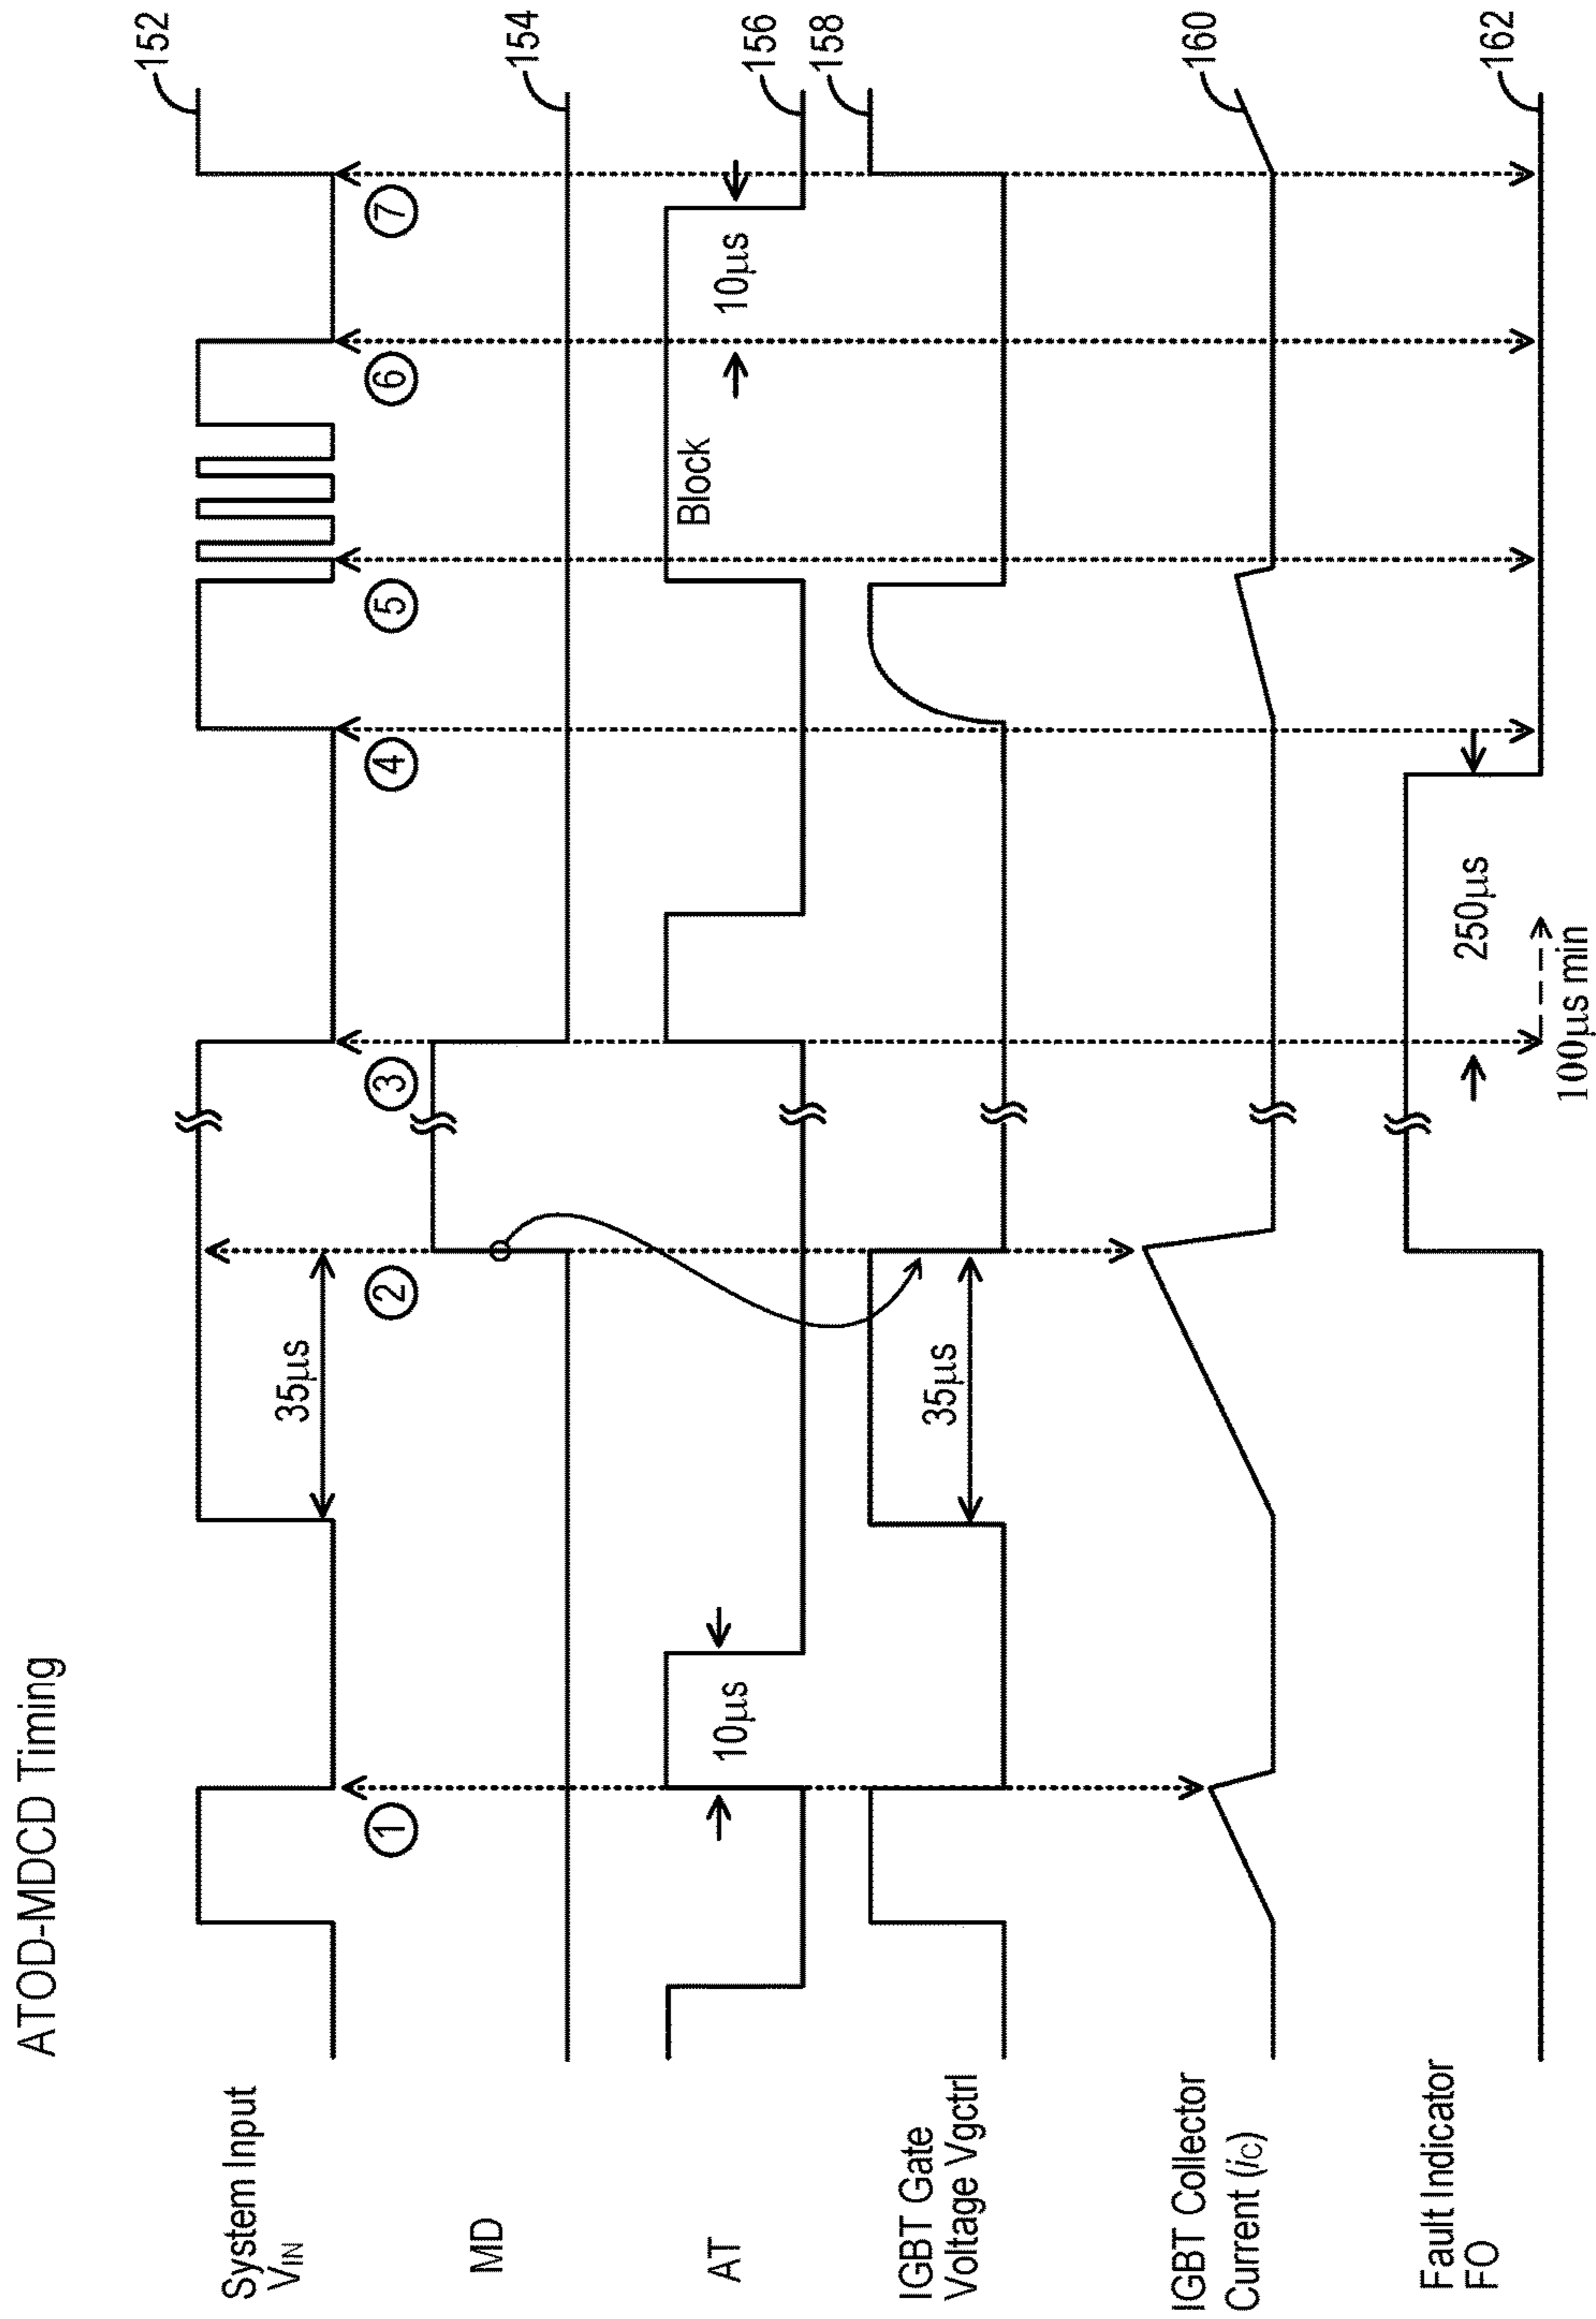 ATOD-MDCD Timing
System Input
VIN
35µs
152
MD
154
AT
10µs
Block
10µs
156
IGBT Gate
Voltage Vgctrl
35µs
158
IGBT Collector
Current (iC)
160
Fault Indicator
FO
250µs
100µs min
162
1
2
3
4
5
6
7